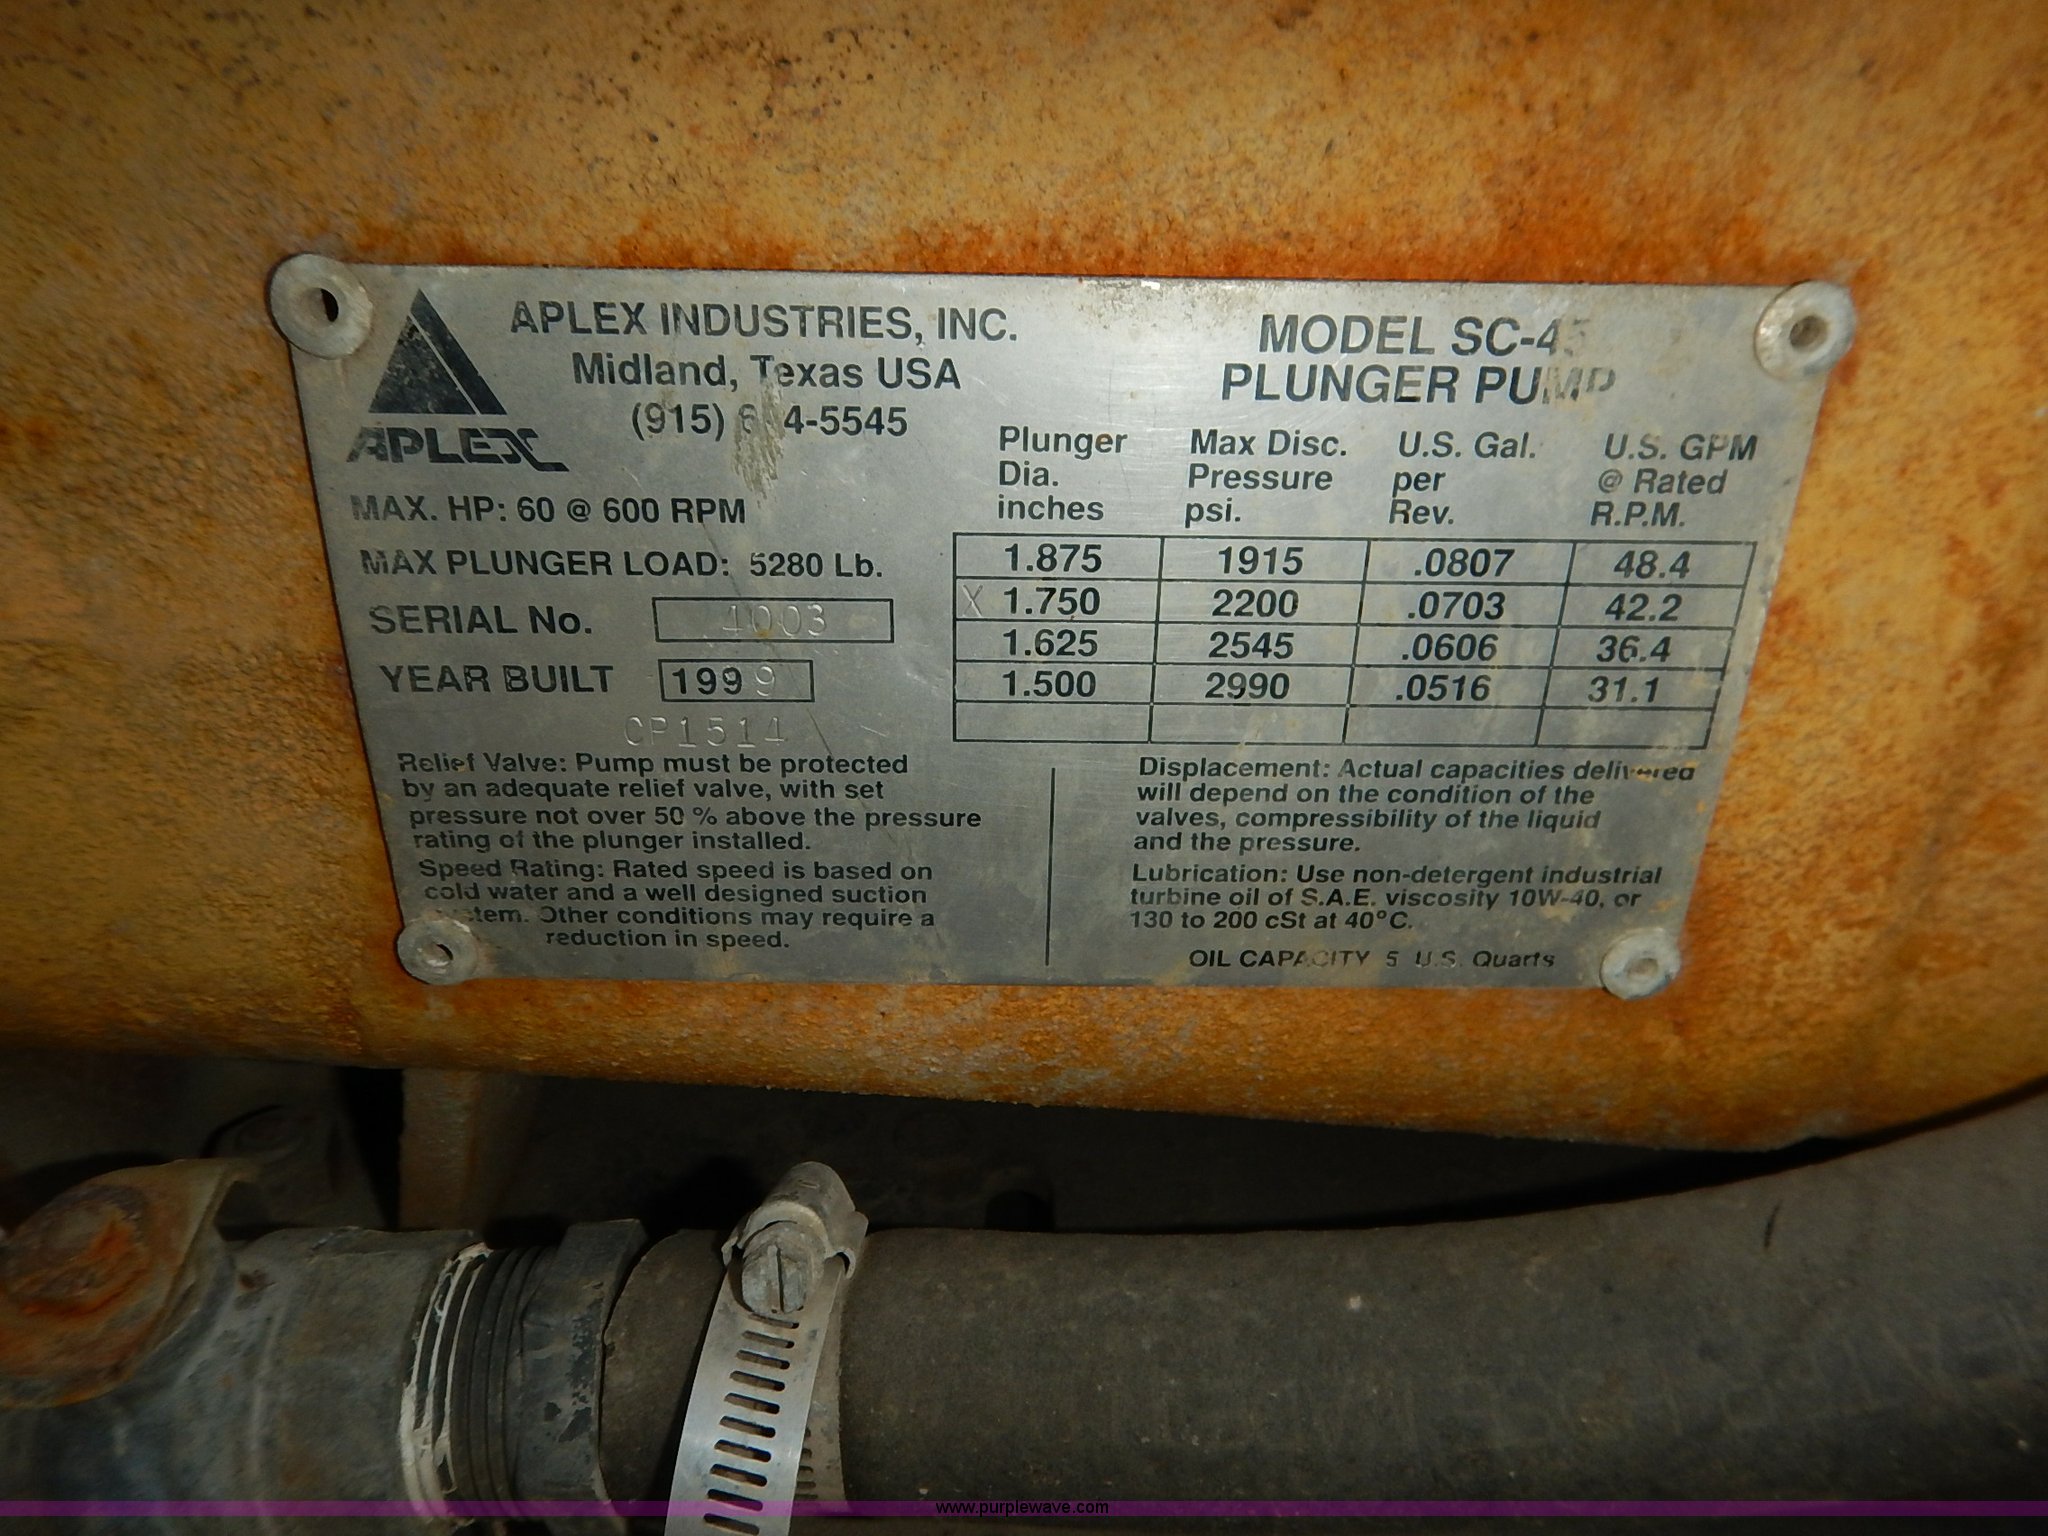 APLEX INDUSTRIES, INC.
Midland, Texas USA
(915) 4-5545
APLEX
MAX. HP: 60 @ 600 RPM
MAX PLUNGER LOAD: 5280 Lb.
SERIAL No. 4003
YEAR BUILT 1999
CP1514
MODEL SC-45
PLUNGER PUMP
Plunger Dia. inches Max Disc. Pressure psi. U.S. Gal. per Rev. U.S. GPM @ Rated R.P.M.
1.875 1915 .0807 48.4
X 1.750 2200 .0703 42.2
1.625 2545 .0606 36.4
1.500 2990 .0516 31.1
Relief Valve: Pump must be protected
by an adequate relief valve, with set
pressure not over 50 % above the pressure
rating of the plunger installed.
Speed Rating: Rated speed is based on
cold water and a well designed suction
system. Other conditions may require a
reduction in speed.
Displacement: Actual capacities delivered
will depend on the condition of the
valves, compressibility of the liquid
and the pressure.
Lubrication: Use non-detergent industrial
turbine oil of S.A.E. viscosity 10W-40, or
130 to 200 cSt at 40°C.
OIL CAPACITY 5 U.S. Quarts
www.purplewave.com